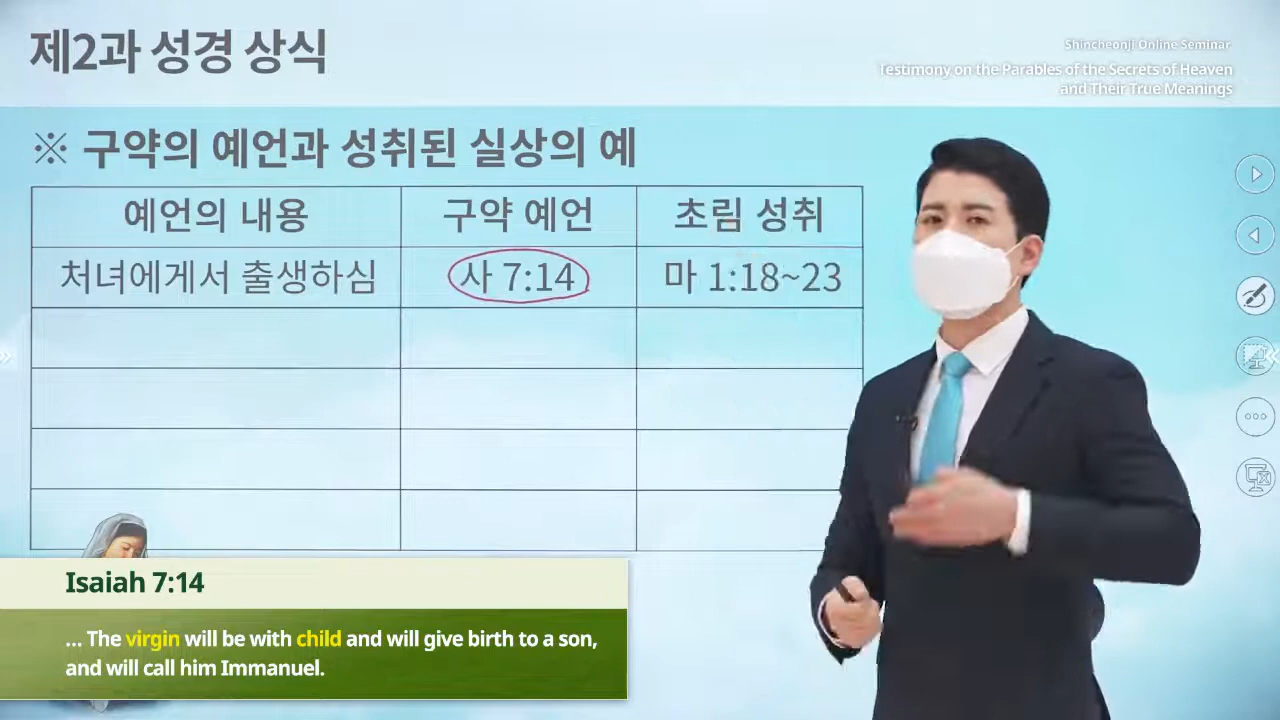 제2과 성경 상식
Shincheonji Online Seminar
Testimony on the Parables of the Secrets of Heaven
and Their True Meanings
※ 구약의 예언과 성취된 실상의 예
예언의 내용 구약 예언 초림 성취
처녀에게서 출생하심 사 7:14 마 1:18~23
Isaiah 7:14
... The virgin will be with child and will give birth to a son,
and will call him Immanuel.